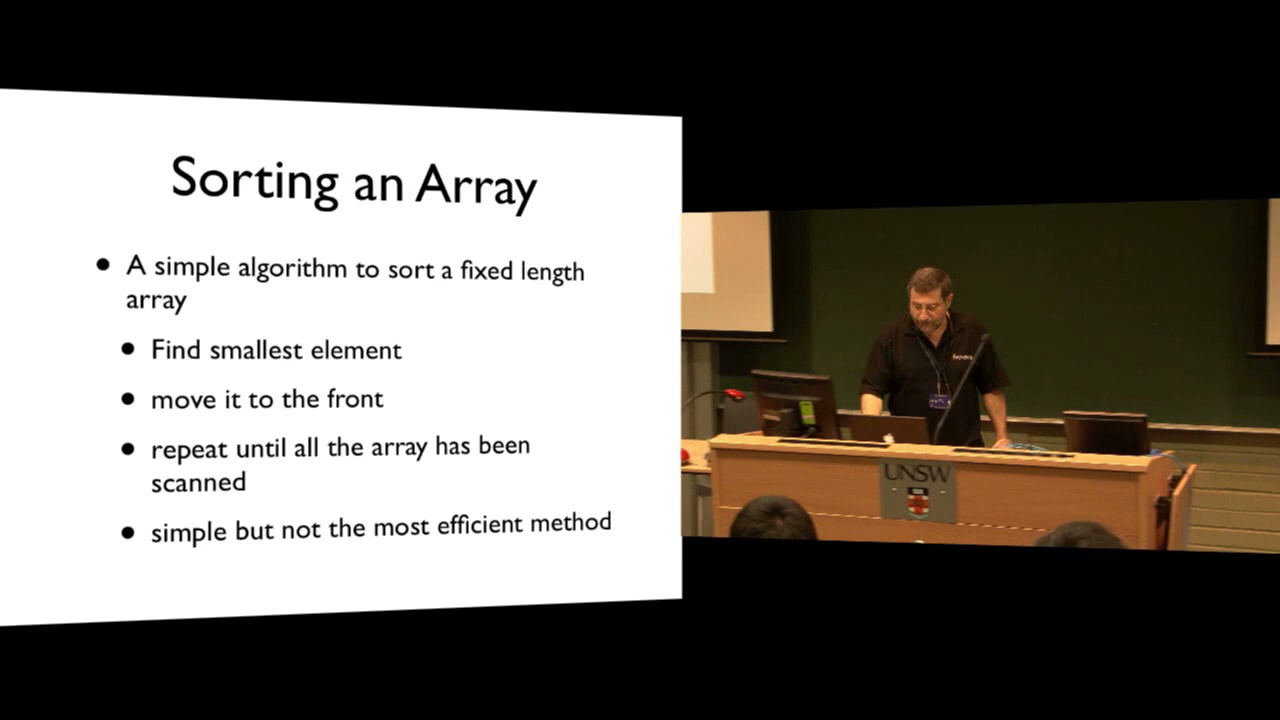 Sorting an Array
• A simple algorithm to sort a fixed length
array
• Find smallest element
• move it to the front
• repeat until all the array has been
scanned
• simple but not the most efficient method
UNSW